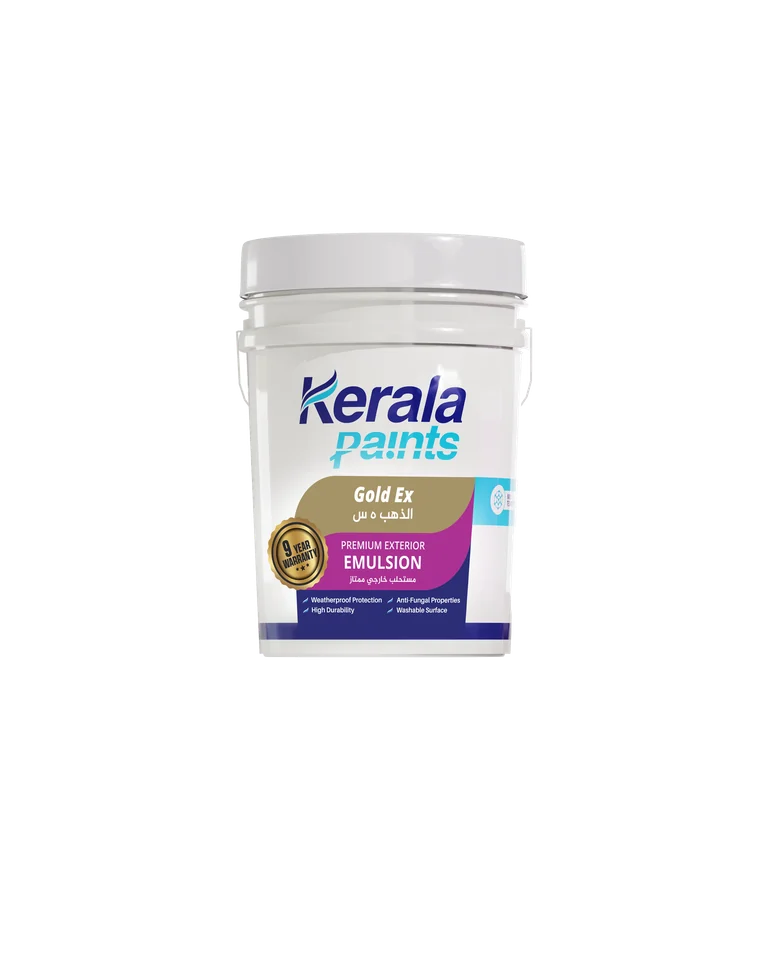 Kerala
paints
Gold Ex
الذهب ه س
9 YEAR
WARRANTY
PREMIUM EXTERIOR
EMULSION
مستحلب خارجي ممتاز
Weatherproof Protection
Anti-Fungal Properties
High Durability
Washable Surface